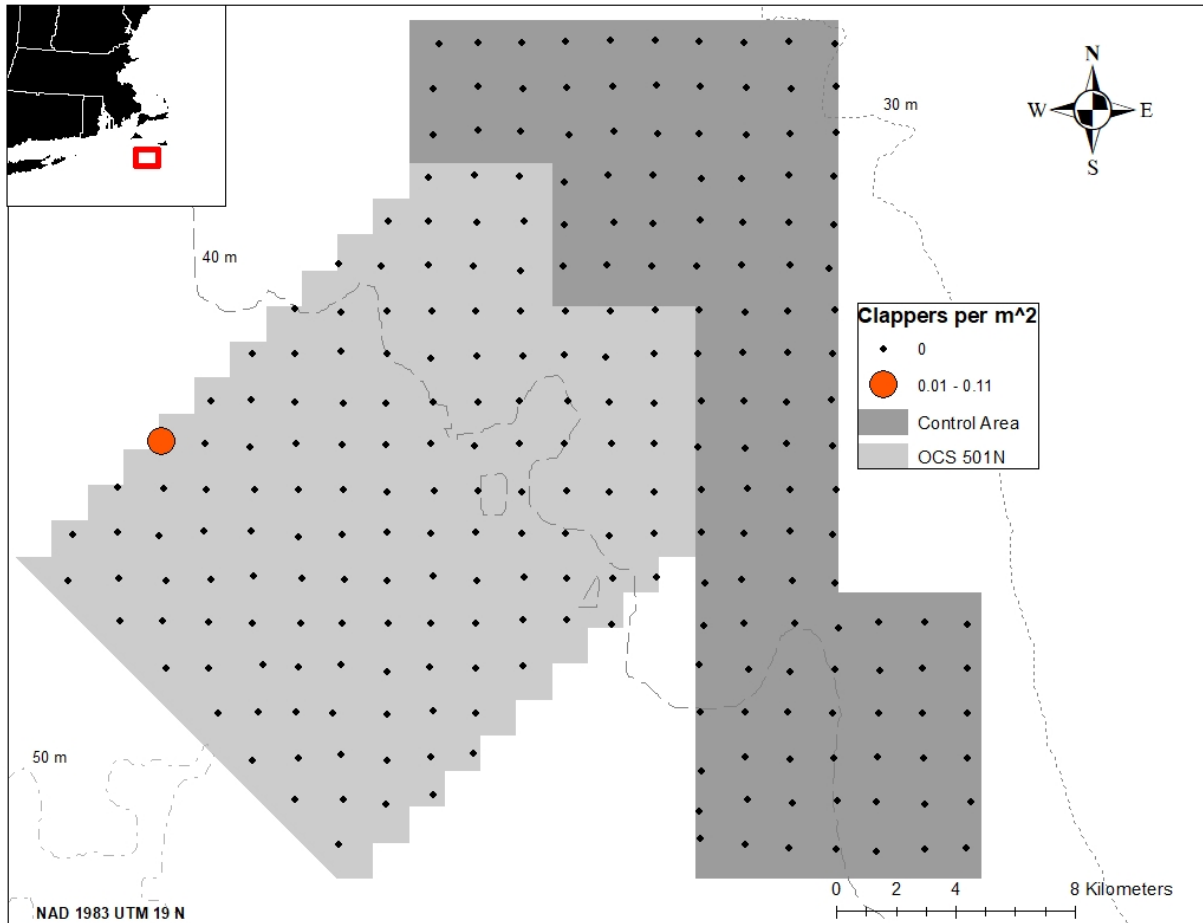 N
W E
S
30 m
40 m
Clappers per m^2
0
0.01 - 0.11
Control Area
OCS 501N
50 m
0 2 4 8 Kilometers
NAD 1983 UTM 19 N